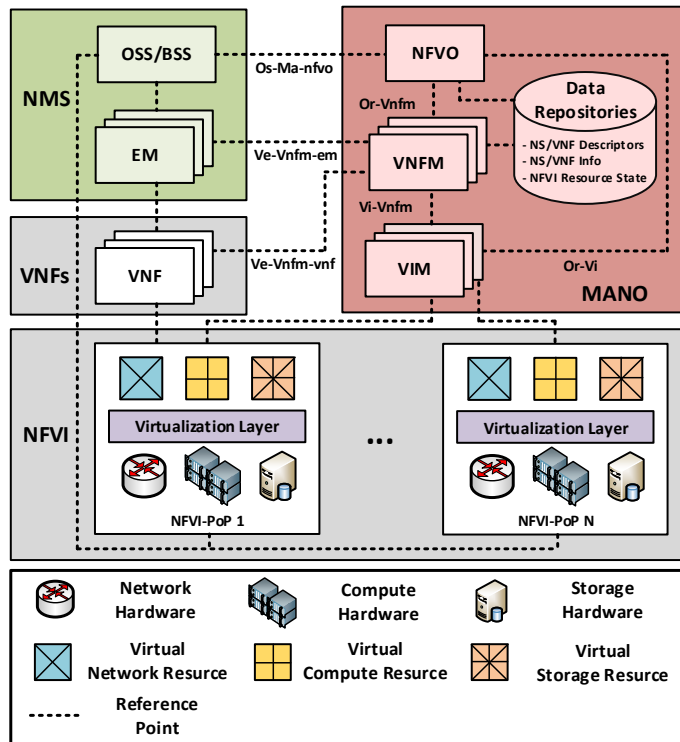 OSS/BSS
NFVO
Os-Ma-nfvo
NMS
Data
Repositories
- NS/VNF Descriptors
- NS/VNF Info
- NFVI Resource State
Or-Vnfm
EM
Ve-Vnfm-em
VNFM
Vi-Vnfm
VNFs
VNF
Ve-Vnfm-vnf
VIM
Or-Vi
MANO
NFVI
Virtualization Layer
NFVI-PoP 1
...
Virtualization Layer
NFVI-PoP N
Network
Hardware
Compute
Hardware
Storage
Hardware
Virtual
Network Resurce
Virtual
Compute Resurce
Virtual
Storage Resurce
Reference
Point